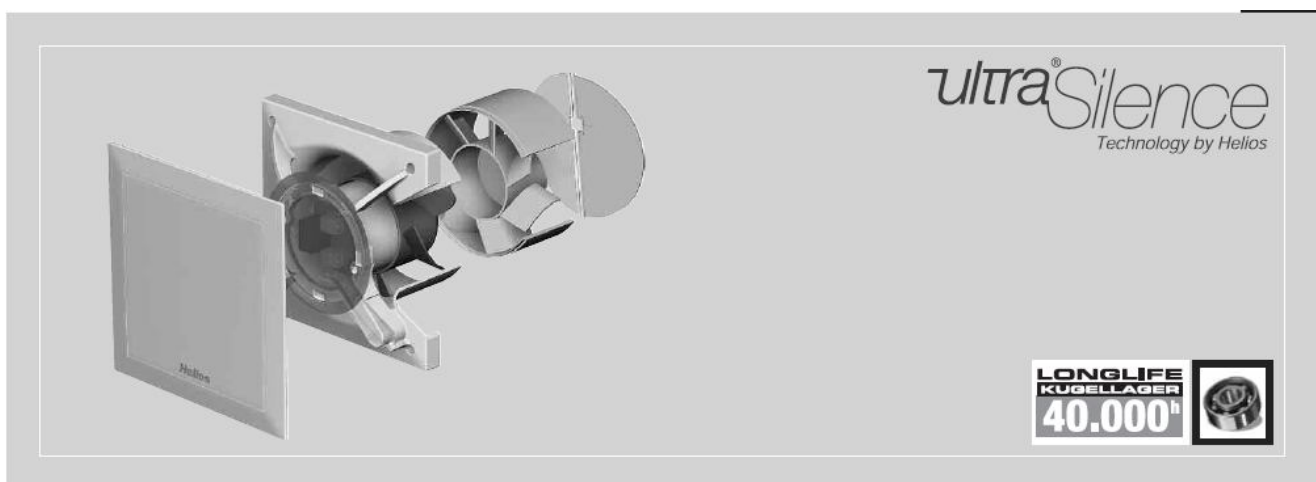 ultra®Silence
Technology by Helios
Helios
LONGLIFE
KUGELLAGER
40.000h